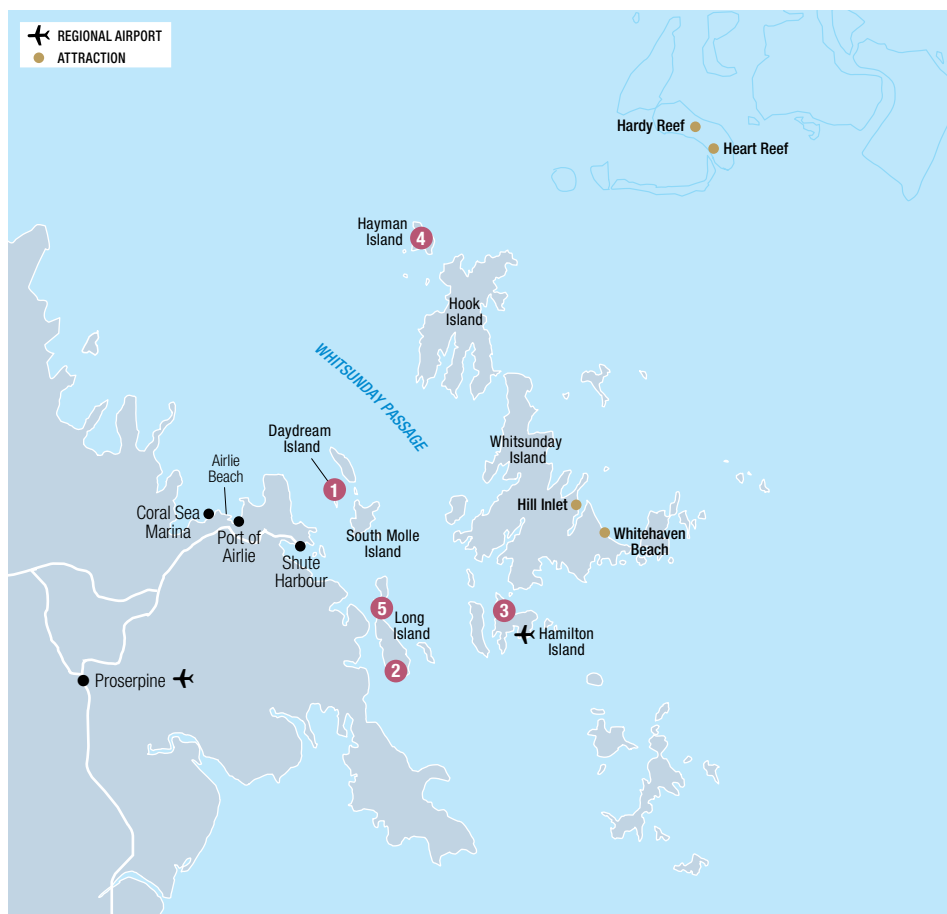 REGIONAL AIRPORT
ATTRACTION
Hardy Reef
Heart Reef
Hayman
Island
4
Hook
Island
WHITSUNDAY PASSAGE
Daydream
Island
1
Whitsunday
Island
Airlie
Beach
Coral Sea
Marina
Port of
Airlie
Shute
Harbour
South Molle
Island
Hill Inlet
Whitehaven
Beach
5
Long
Island
3
Hamilton
Island
2
Proserpine